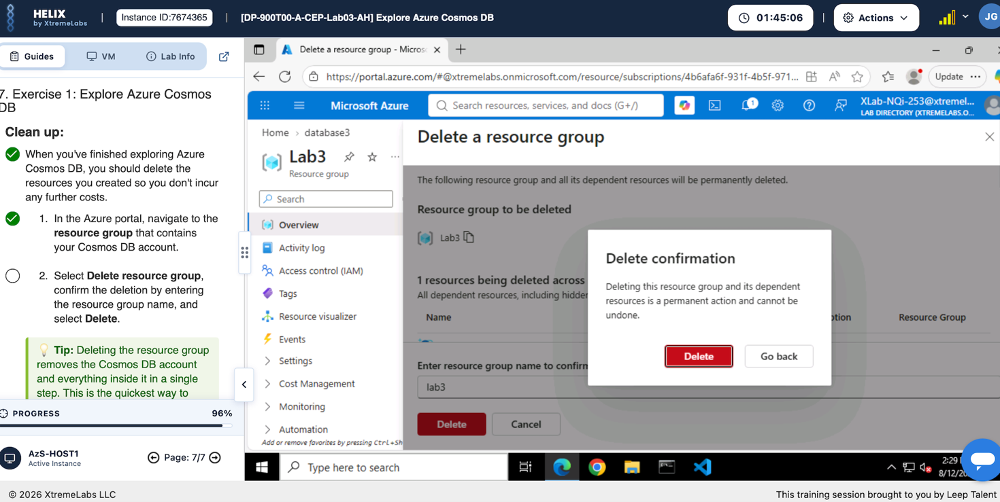 HELIX
by XtremeLabs
Instance ID:7674365
[DP-900T00-A-CEP-Lab03-AH] Explore Azure Cosmos DB
01:45:06
Actions
JG
Guides
VM
Lab Info
7. Exercise 1: Explore Azure Cosmos
DB
Clean up:
When you've finished exploring Azure
Cosmos DB, you should delete the
resources you created so you don't incur
any further costs.
1. In the Azure portal, navigate to the
resource group that contains
your Cosmos DB account.
2. Select Delete resource group,
confirm the deletion by entering
the resource group name, and
select Delete.
Tip: Deleting the resource group
removes the Cosmos DB account
and everything inside it in a single
step. This is the quickest way to
PROGRESS
96%
AzS-HOST1
Active Instance
Page: 7/7
Delete a resource group - Micros
https://portal.azure.com/#@xtremelabs.onmicrosoft.com/resource/subscriptions/4b6afa6f-931f-4b5f-971...
Update
Microsoft Azure
Search resources, services, and docs (G+/)
1
XLab-NQi-253@xtremel...
LAB DIRECTORY (XTREMELABS.O...
Home > database3
Lab3
Resource group
Search
Overview
Activity log
Access control (IAM)
Tags
Resource visualizer
Events
Settings
Cost Management
Monitoring
Automation
Add or remove favorites by pressing Ctrl+Sh
Delete a resource group
The following resource group and all its dependent resources will be permanently deleted.
Resource group to be deleted
Lab3
1 resources being deleted across
All dependent resources, including hidder
Name
ption
Resource Group
Enter resource group name to confirm
lab3
Delete
Cancel
Delete confirmation
Deleting this resource group and its dependent
resources is a permanent action and cannot be
undone.
Delete
Go back
Type here to search
2:29
8/12/20
© 2026 XtremeLabs LLC
This training session brought to you by Leep Talent